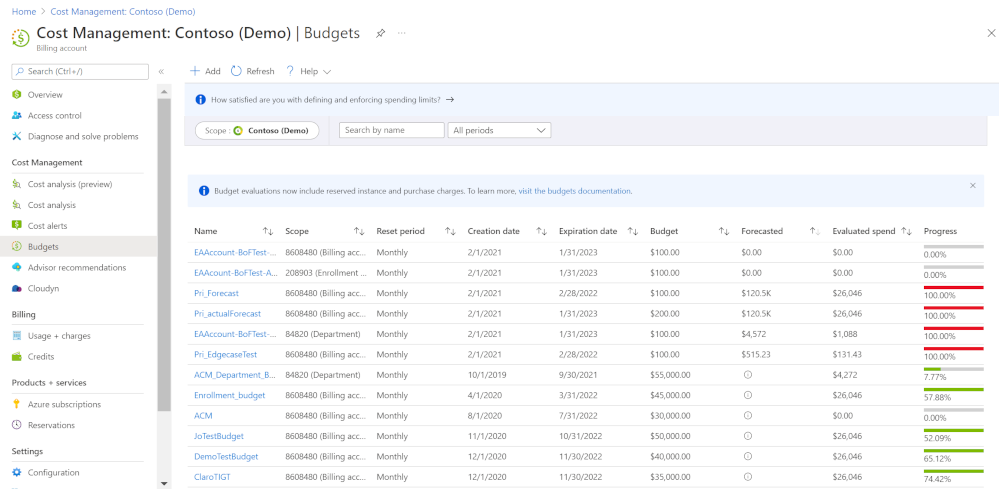 Home > Cost Management: Contoso (Demo)
Cost Management: Contoso (Demo) | Budgets
Billing account
Search (Ctrl+/)
Overview
Access control
Diagnose and solve problems
Cost Management
Cost analysis (preview)
Cost analysis
Cost alerts
Budgets
Advisor recommendations
Cloudyn
Billing
Usage + charges
Credits
Products + services
Azure subscriptions
Reservations
Settings
Configuration
Add Refresh Help
How satisfied are you with defining and enforcing spending limits? →
Scope : Contoso (Demo) Search by name All periods
Budget evaluations now include reserved instance and purchase charges. To learn more, visit the budgets documentation.
Name Scope Reset period Creation date Expiration date Budget Forecasted Evaluated spend Progress
EAAccount-BoFTest-... 8608480 (Billing acc... Monthly 2/1/2021 1/31/2023 $100.00 $0.00 $0.00 0.00%
EAAcount-BoFTest-A... 208903 (Enrollment ... Monthly 2/1/2021 1/31/2023 $100.00 $0.00 $0.00 0.00%
Pri_Forecast 8608480 (Billing acc... Monthly 2/1/2021 2/28/2022 $100.00 $120.5K $26,046 100.00%
Pri_actualForecast 8608480 (Billing acc... Monthly 2/1/2021 1/31/2023 $200.00 $120.5K $26,046 100.00%
EAAccount-BoFTest-... 84820 (Department) Monthly 2/1/2021 1/31/2023 $100.00 $4,572 $1,088 100.00%
Pri_EdgecaseTest 8608480 (Billing acc... Monthly 2/1/2021 2/28/2022 $100.00 $515.23 $131.43 100.00%
ACM_Department_B... 84820 (Department) Monthly 10/1/2019 9/30/2021 $55,000.00 $4,272 7.77%
Enrollment_budget 8608480 (Billing acc... Monthly 4/1/2020 3/31/2022 $45,000.00 $26,046 57.88%
ACM 8608480 (Billing acc... Monthly 8/1/2020 7/31/2022 $30,000.00 $0.00 0.00%
JoTestBudget 8608480 (Billing acc... Monthly 11/1/2020 10/31/2022 $50,000.00 $26,046 52.09%
DemoTestBudget 8608480 (Billing acc... Monthly 12/1/2020 11/30/2022 $40,000.00 $26,046 65.12%
ClaroTIGT 8608480 (Billing acc... Monthly 12/1/2020 11/30/2022 $35,000.00 $26,046 74.42%